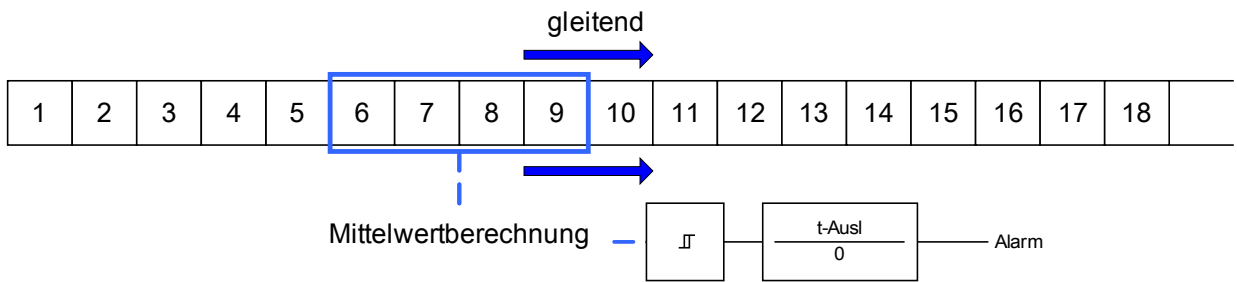 gleitend
1 2 3 4 5 6 7 8 9 10 11 12 13 14 15 16 17 18
Mittelwertberechnung
t-Ausl
0
Alarm